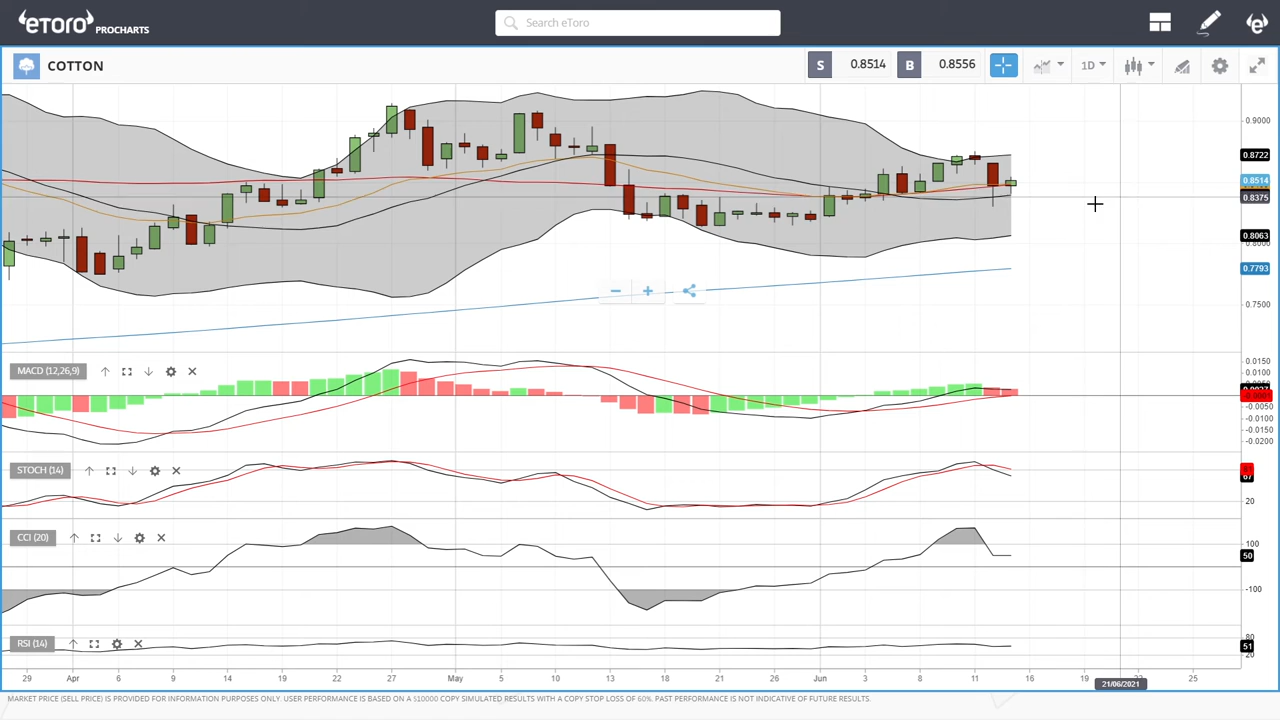 eToro PROCHARTS
Search eToro
COTTON
S 0.8514 B 0.8556
1D
0.9000
0.8722
0.8514
0.8375
0.8063
0.8000
0.7793
0.7500
MACD (12,26,9)
0.0150
0.0100
-0.0050
-0.0100
-0.0150
-0.0200
STOCH (14)
67
20
CCI (20)
100
50
-100
RSI (14)
80
51
20
29 Apr 6 9 14 19 22 27 May 5 10 13 18 21 26 Jun 3 8 11 16 19 25
21/06/2021
MARKET PRICE (SELL PRICE) IS PROVIDED FOR INFORMATION PURPOSES ONLY. USER PERFORMANCE IS BASED ON A $10000 COPY SIMULATED RESULTS WITH A COPY STOP LOSS OF 60%. PAST PERFORMANCE IS NOT INDICATIVE OF FUTURE RESULTS.